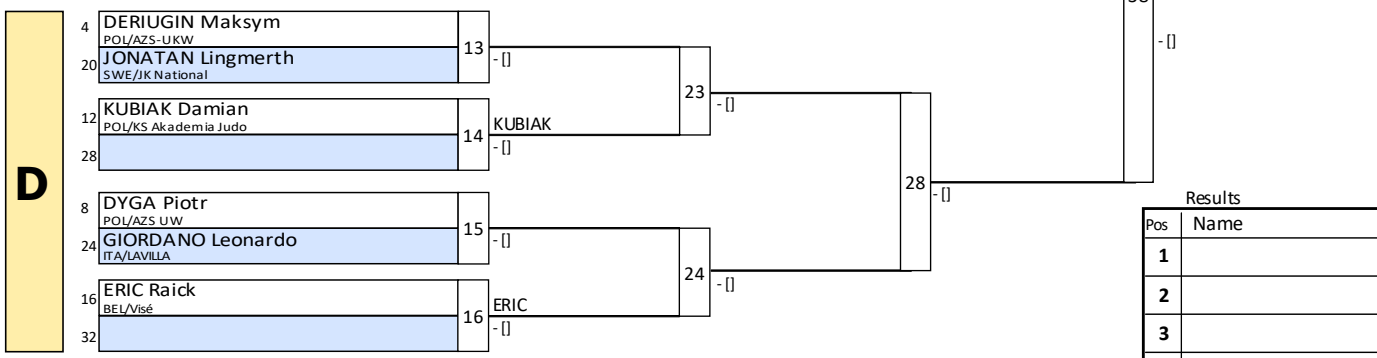 D
4
DERIUGIN Maksym
POL/AZS-UKW
20
JONATAN Lingmerth
SWE/JK National
13
- []
12
KUBIAK Damian
POL/KS Akademia Judo
28
14
KUBIAK
- []
23
- []
8
DYGA Piotr
POL/AZS UW
24
GIORDANO Leonardo
ITA/LAVILLA
15
- []
16
ERIC Raick
BEL/Visé
32
16
ERIC
- []
24
- []
28
- []
- []
Results
Pos Name
1
2
3